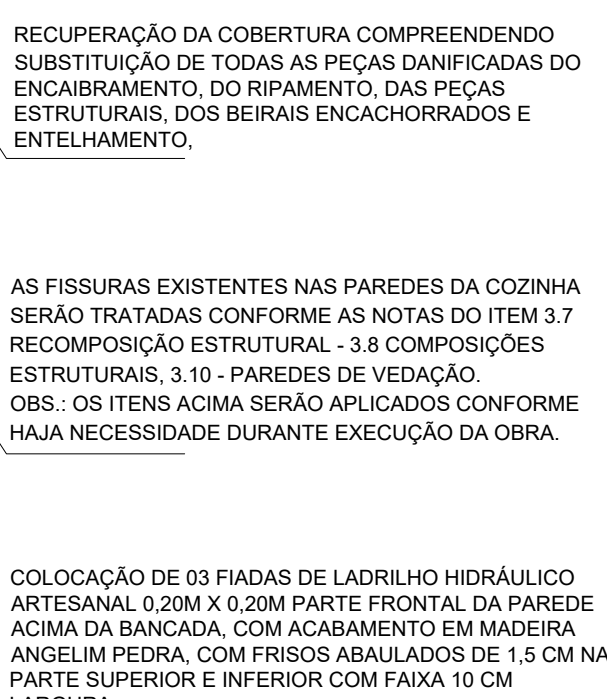 RECUPERAÇÃO DA COBERTURA COMPREENDENDO
SUBSTITUIÇÃO DE TODAS AS PEÇAS DANIFICADAS DO
ENCAIBRAMENTO, DO RIPAMENTO, DAS PEÇAS
ESTRUTURAIS, DOS BEIRAIS ENCACHORRADOS E
ENTELHAMENTO,
AS FISSURAS EXISTENTES NAS PAREDES DA COZINHA
SERÃO TRATADAS CONFORME AS NOTAS DO ITEM 3.7
RECOMPOSIÇÃO ESTRUTURAL - 3.8 COMPOSIÇÕES
ESTRUTURAIS, 3.10 - PAREDES DE VEDAÇÃO.
OBS.: OS ITENS ACIMA SERÃO APLICADOS CONFORME
HAJA NECESSIDADE DURANTE EXECUÇÃO DA OBRA.
COLOCAÇÃO DE 03 FIADAS DE LADRILHO HIDRÁULICO
ARTESANAL 0,20M X 0,20M PARTE FRONTAL DA PAREDE
ACIMA DA BANCADA, COM ACABAMENTO EM MADEIRA
ANGELIM PEDRA, COM FRISOS ABAULADOS DE 1,5 CM NA
PARTE SUPERIOR E INFERIOR COM FAIXA 10 CM